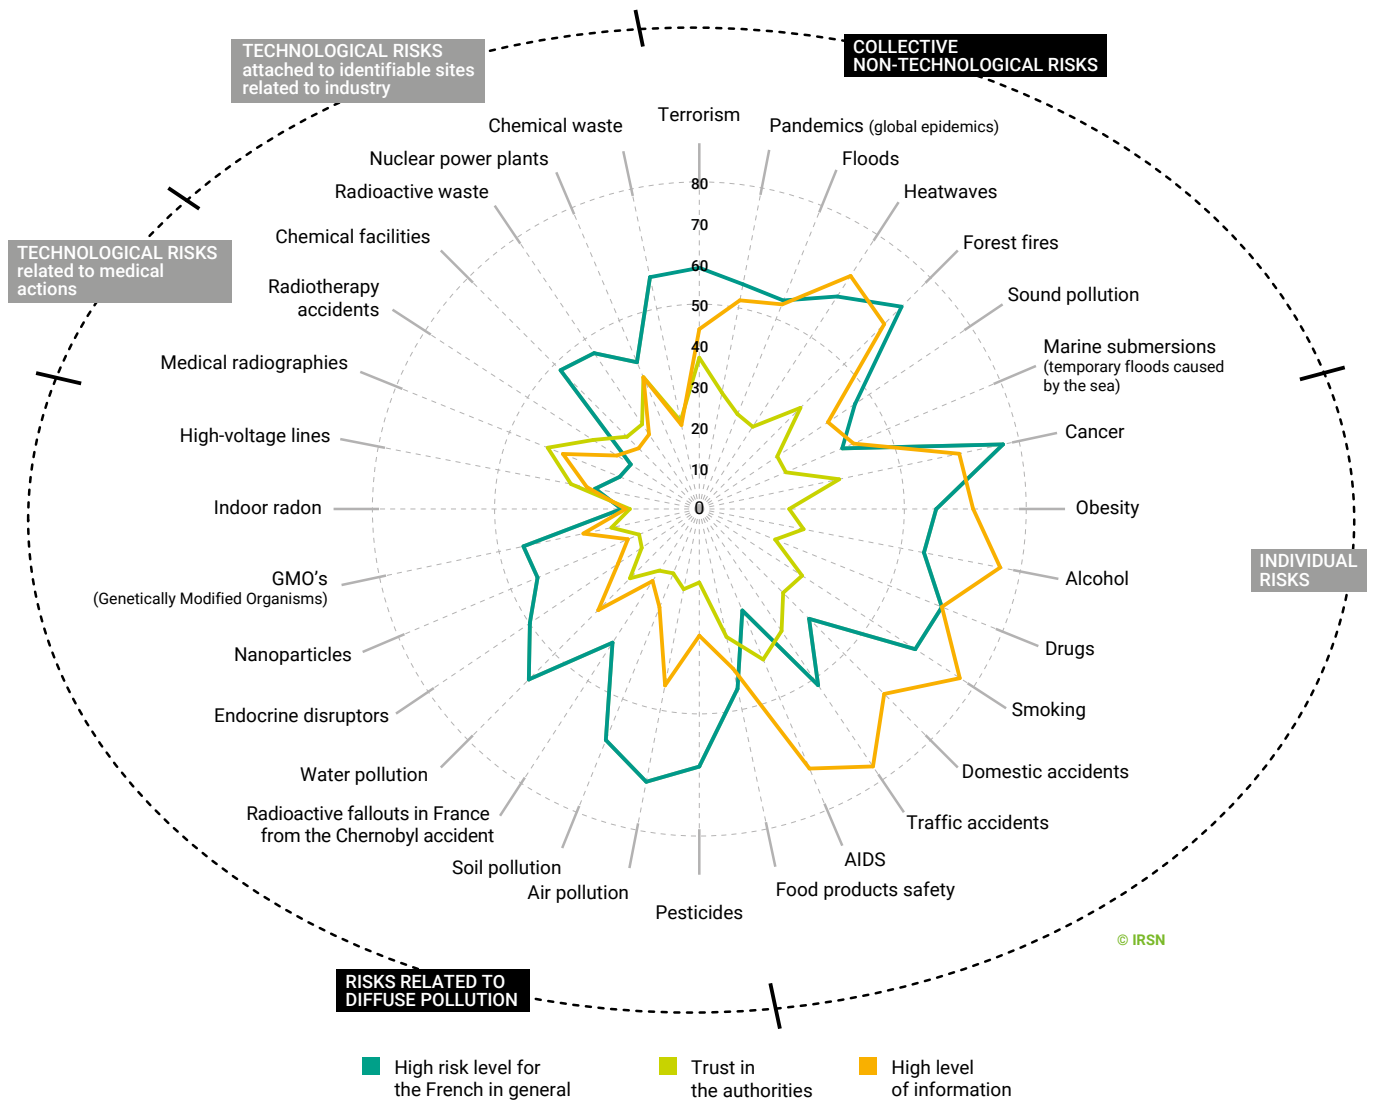 TECHNOLOGICAL RISKS
attached to identifiable sites
related to industry
COLLECTIVE
NON-TECHNOLOGICAL RISKS
TECHNOLOGICAL RISKS
related to medical
actions
INDIVIDUAL
RISKS
RISKS RELATED TO
DIFFUSE POLLUTION
Terrorism
Pandemics (global epidemics)
Floods
Heatwaves
Forest fires
Sound pollution
Marine submersions
(temporary floods caused
by the sea)
Cancer
Obesity
Alcohol
Drugs
Smoking
Domestic accidents
Traffic accidents
AIDS
Food products safety
Pesticides
Air pollution
Soil pollution
Radioactive fallouts in France
from the Chernobyl accident
Water pollution
Endocrine disruptors
Nanoparticles
GMO’s
(Genetically Modified Organisms)
Indoor radon
High-voltage lines
Medical radiographies
Radiotherapy
accidents
Chemical facilities
Radioactive waste
Nuclear power plants
Chemical waste
80
70
60
50
40
30
20
10
0
© IRSN
High risk level for
the French in general
Trust in
the authorities
High level
of information